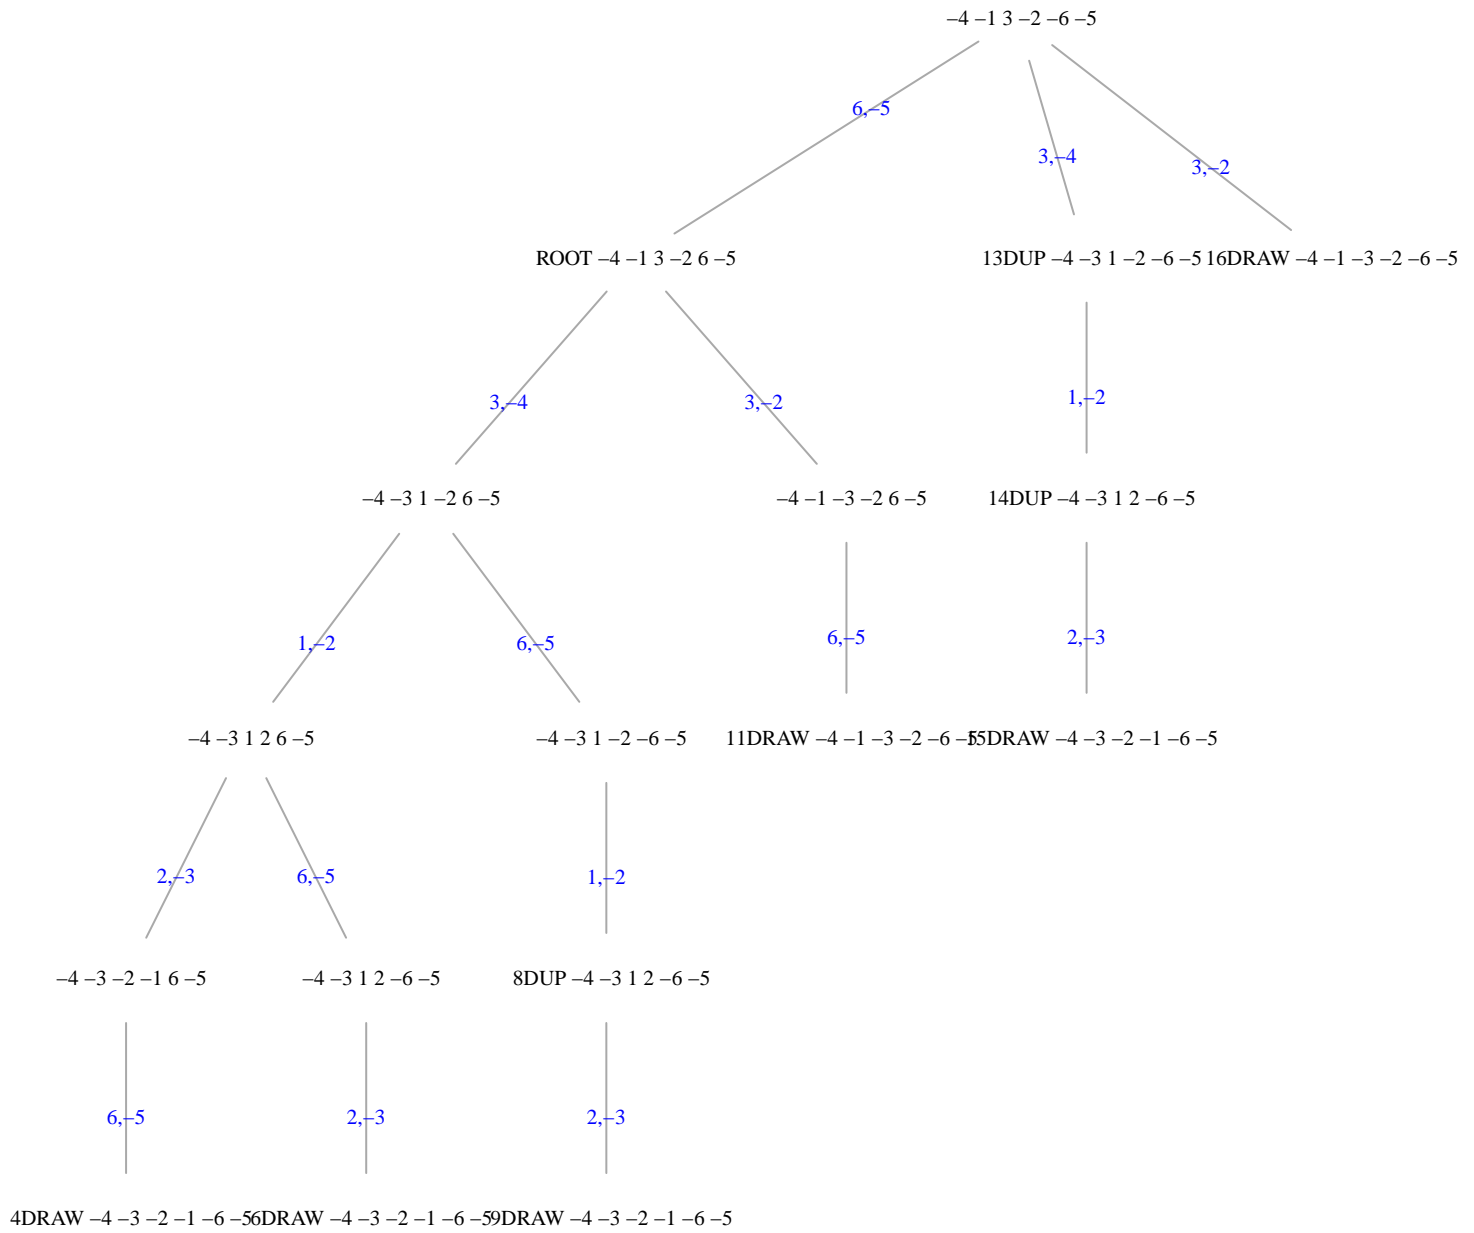 −4 −1 3 −2 −6 −5
6,−5
3,−4
3,−2
ROOT −4 −1 3 −2 6 −5
13DUP −4 −3 1 −2 −6 −5
16DRAW −4 −1 −3 −2 −6 −5
3,−4
3,−2
1,−2
−4 −3 1 −2 6 −5
−4 −1 −3 −2 6 −5
14DUP −4 −3 1 2 −6 −5
1,−2
6,−5
6,−5
2,−3
−4 −3 1 2 6 −5
−4 −3 1 −2 −6 −5
11DRAW −4 −1 −3 −2 −6 −5
15DRAW −4 −3 −2 −1 −6 −5
2,−3
6,−5
1,−2
−4 −3 −2 −1 6 −5
−4 −3 1 2 −6 −5
8DUP −4 −3 1 2 −6 −5
6,−5
2,−3
2,−3
4DRAW −4 −3 −2 −1 −6 −5
6DRAW −4 −3 −2 −1 −6 −5
9DRAW −4 −3 −2 −1 −6 −5